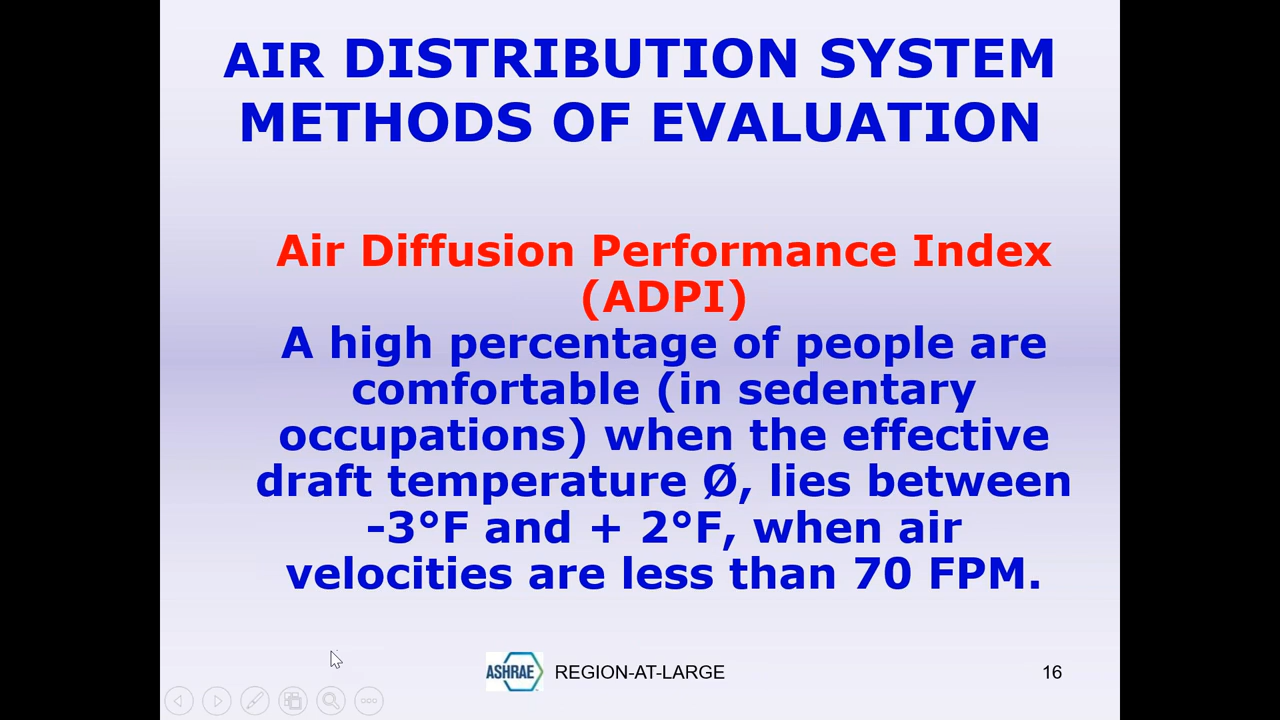 AIR DISTRIBUTION SYSTEM
METHODS OF EVALUATION
Air Diffusion Performance Index
(ADPI)
A high percentage of people are
comfortable (in sedentary
occupations) when the effective
draft temperature Ø, lies between
-3°F and + 2°F, when air
velocities are less than 70 FPM.
ASHRAE REGION-AT-LARGE 16